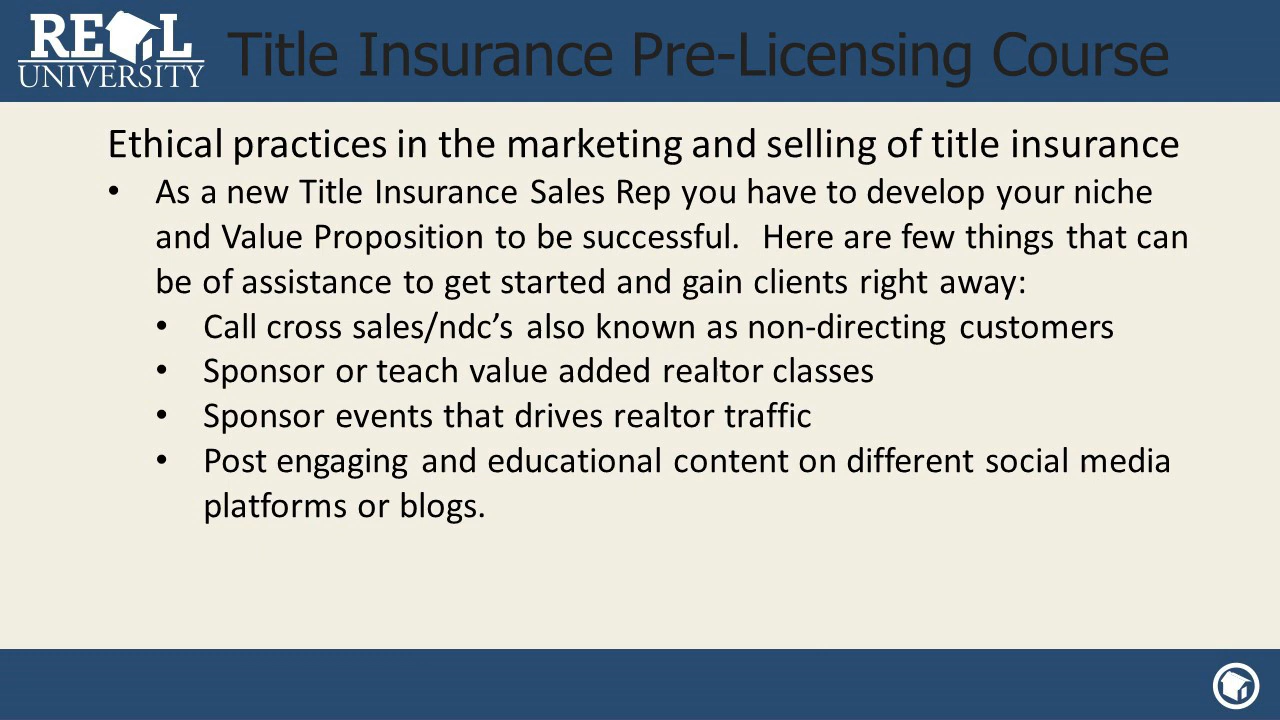 RE L
UNIVERSITY
Title Insurance Pre-Licensing Course
Ethical practices in the marketing and selling of title insurance
• As a new Title Insurance Sales Rep you have to develop your niche
and Value Proposition to be successful.  Here are few things that can
be of assistance to get started and gain clients right away:
• Call cross sales/ndc’s also known as non-directing customers
• Sponsor or teach value added realtor classes
• Sponsor events that drives realtor traffic
• Post engaging and educational content on different social media
platforms or blogs.